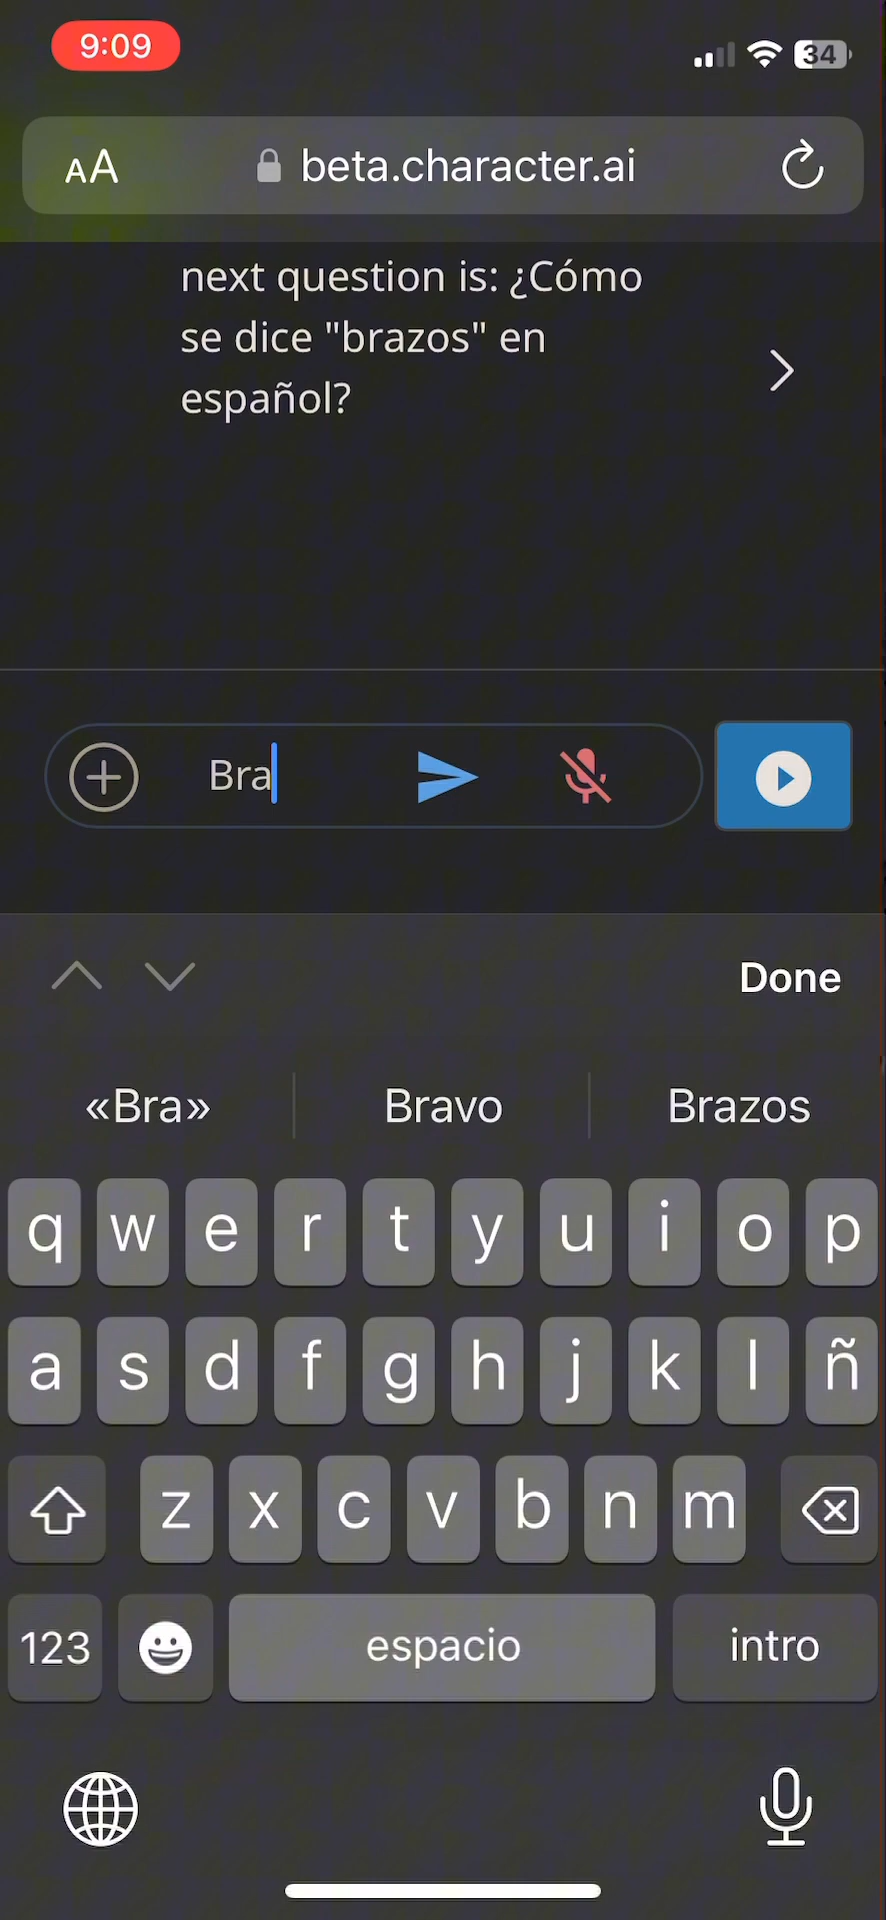 9:09
34
AA
beta.character.ai
next question is: ¿Cómo
se dice "brazos" en
español?
Bra
Done
«Bra» Bravo Brazos
q w e r t y u i o p
a s d f g h j k l ñ
z x c v b n m
123 espacio intro